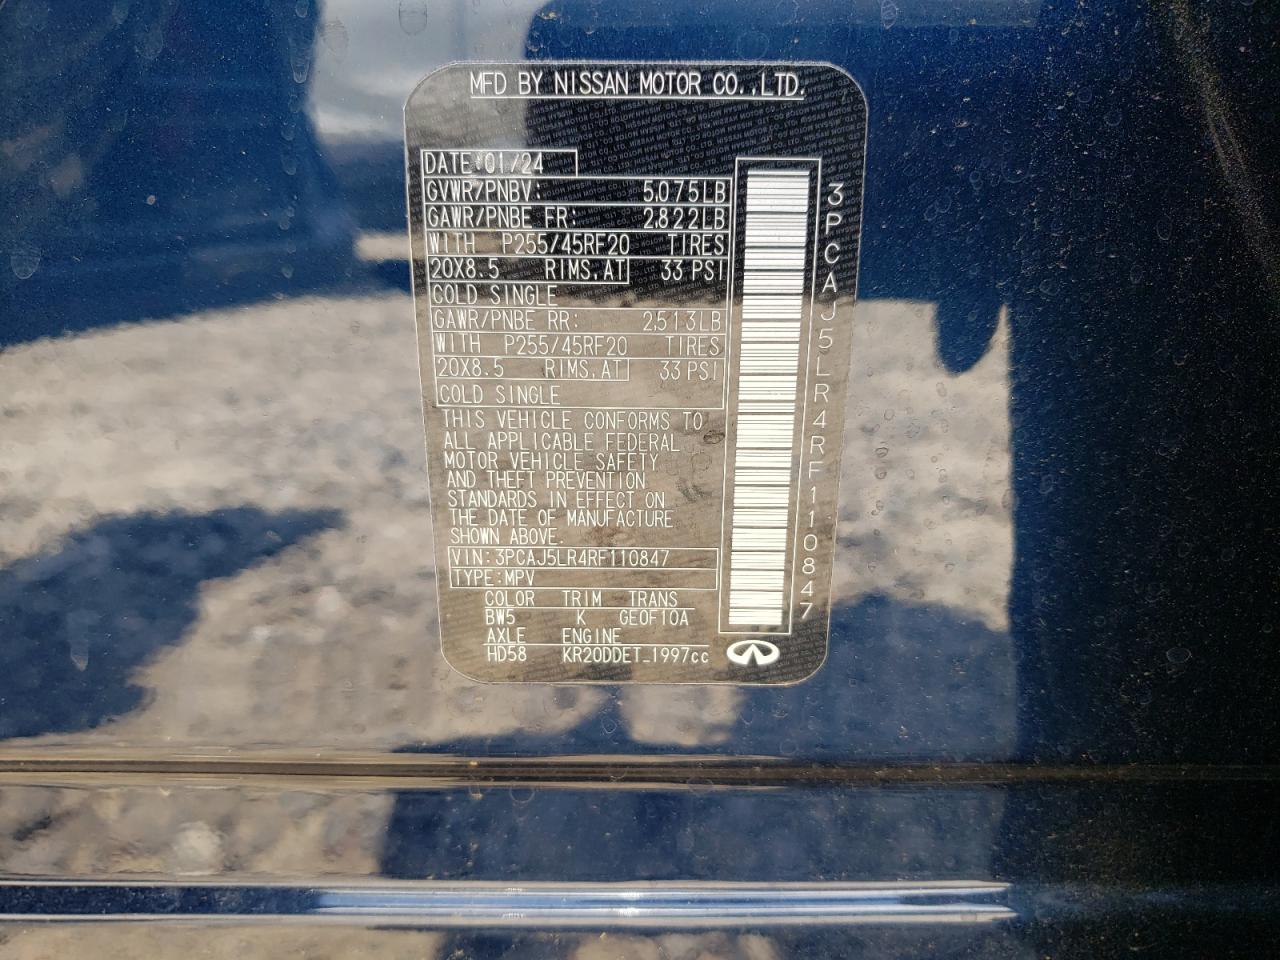 MFD BY NISSAN MOTOR CO.,LTD.
DATE:01/24
GVWR/PNBV: 5,075LB
GAWR/PNBE FR: 2,822LB
WITH P255/45RF20 TIRES
20X8.5 RIMS,AT 33 PSI
COLD SINGLE
GAWR/PNBE RR: 2,513LB
WITH P255/45RF20 TIRES
20X8.5 RIMS,AT 33 PSI
COLD SINGLE
THIS VEHICLE CONFORMS TO
ALL APPLICABLE FEDERAL
MOTOR VEHICLE SAFETY
AND THEFT PREVENTION
STANDARDS IN EFFECT ON
THE DATE OF MANUFACTURE
SHOWN ABOVE.
VIN:3PCAJ5LR4RF110847
TYPE:MPV
COLOR TRIM TRANS
BW5 K GE0F10A
AXLE ENGINE
HD58 KR20DDET_1997cc
3PCAJ5LR4RF110847